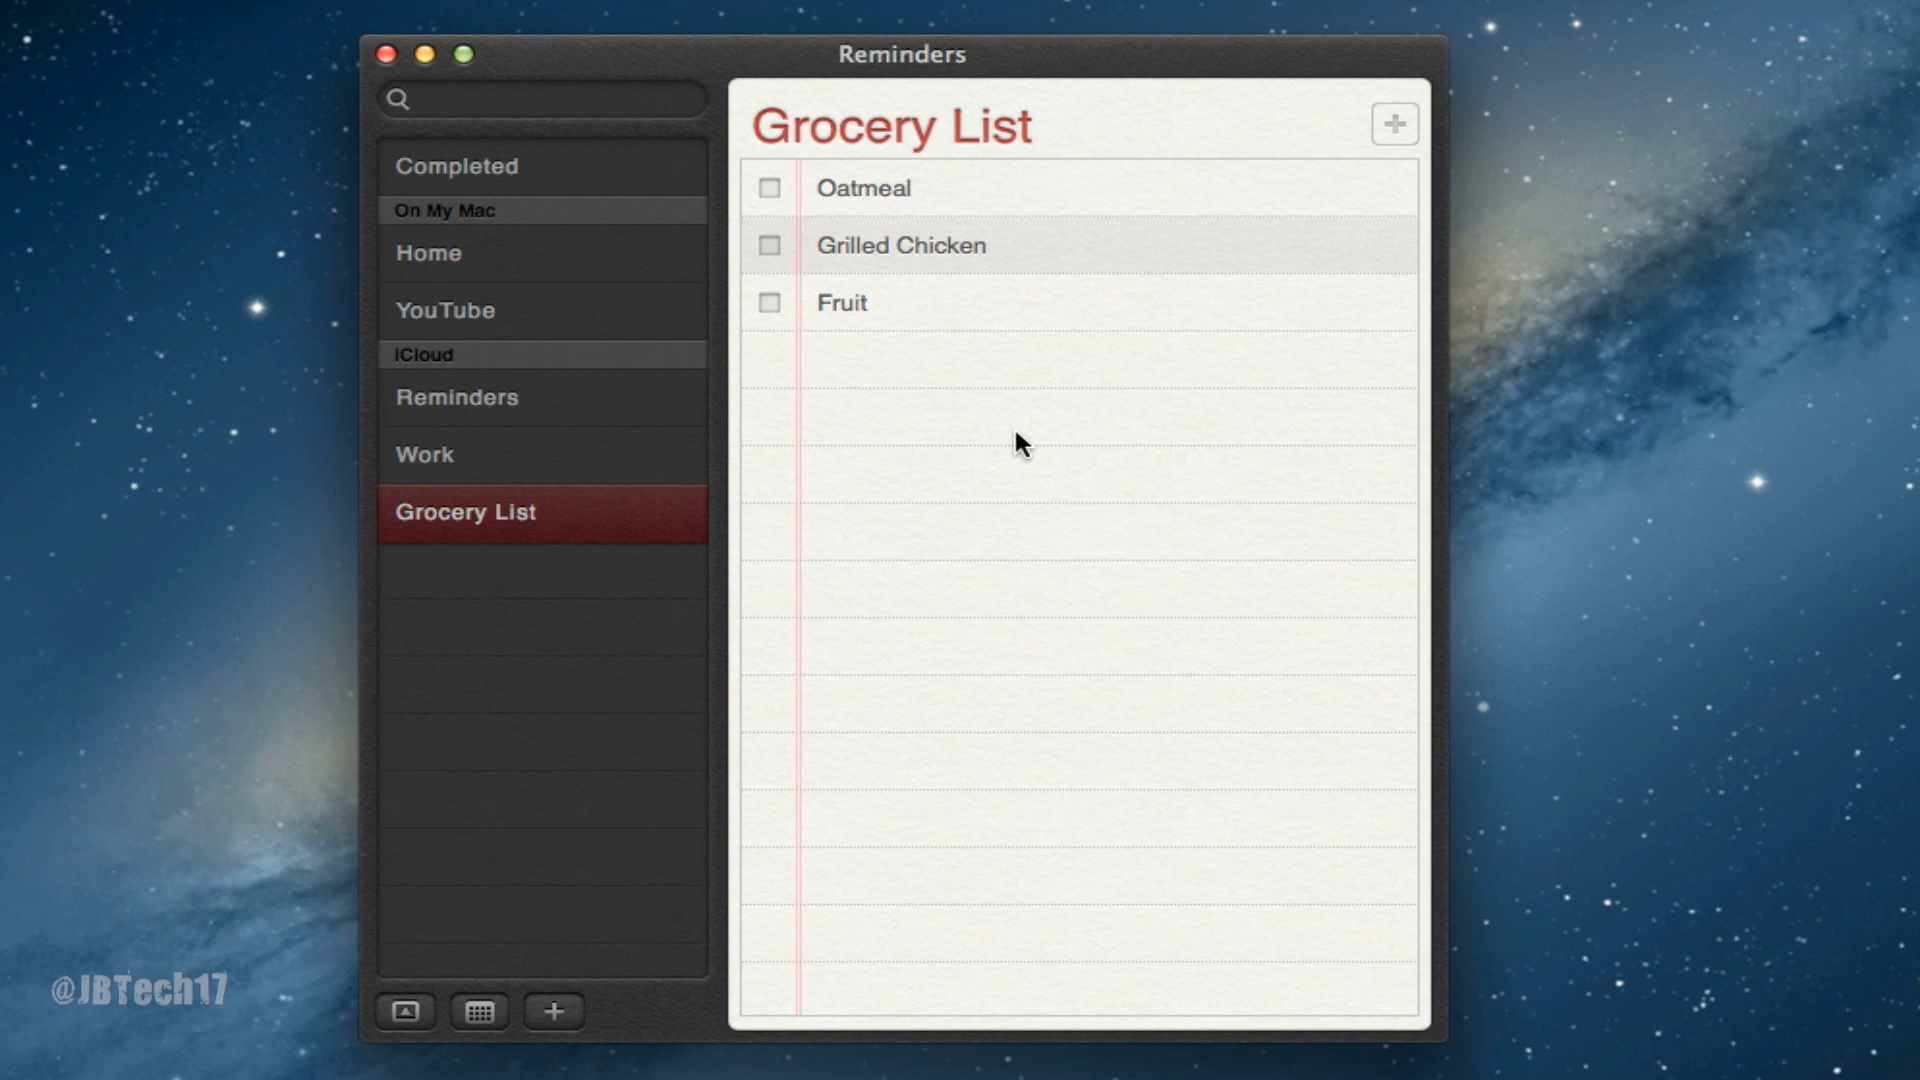 Reminders
Completed
On My Mac
Home
YouTube
iCloud
Reminders
Work
Grocery List
Grocery List
Oatmeal
Grilled Chicken
Fruit
@JBTech17